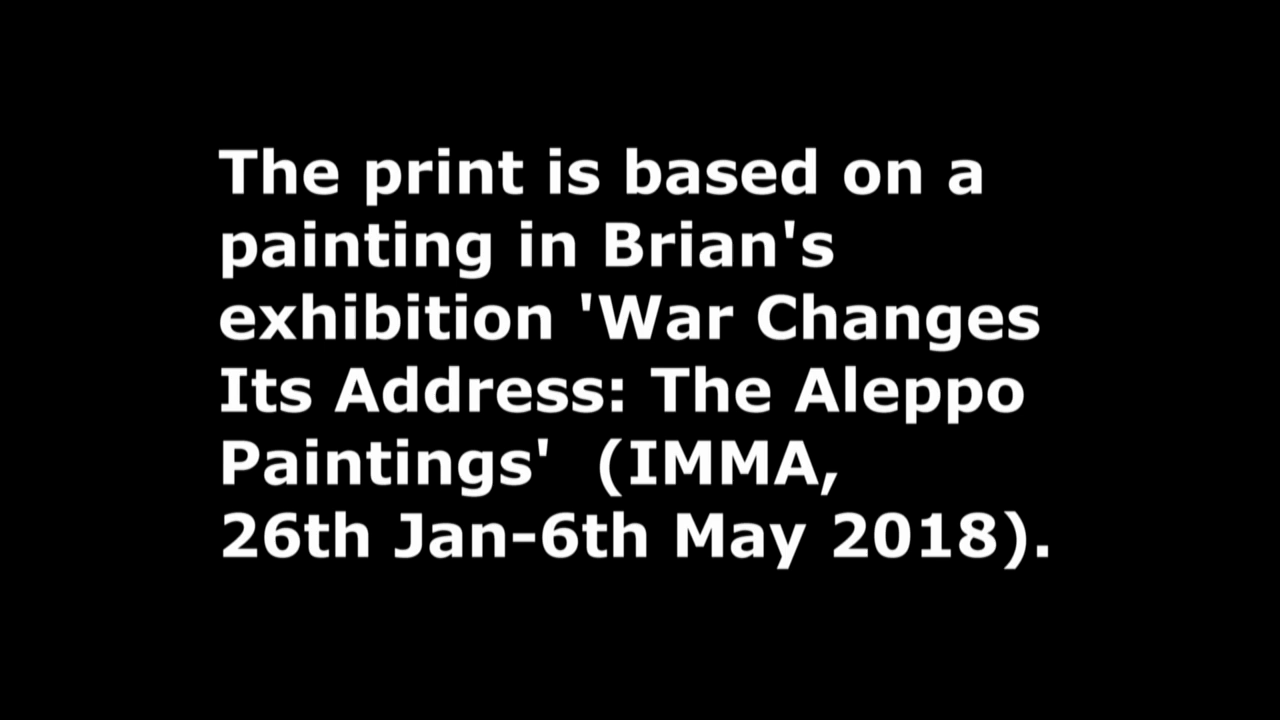 The print is based on a
painting in Brian's
exhibition 'War Changes
Its Address: The Aleppo
Paintings'  (IMMA,
26th Jan-6th May 2018).